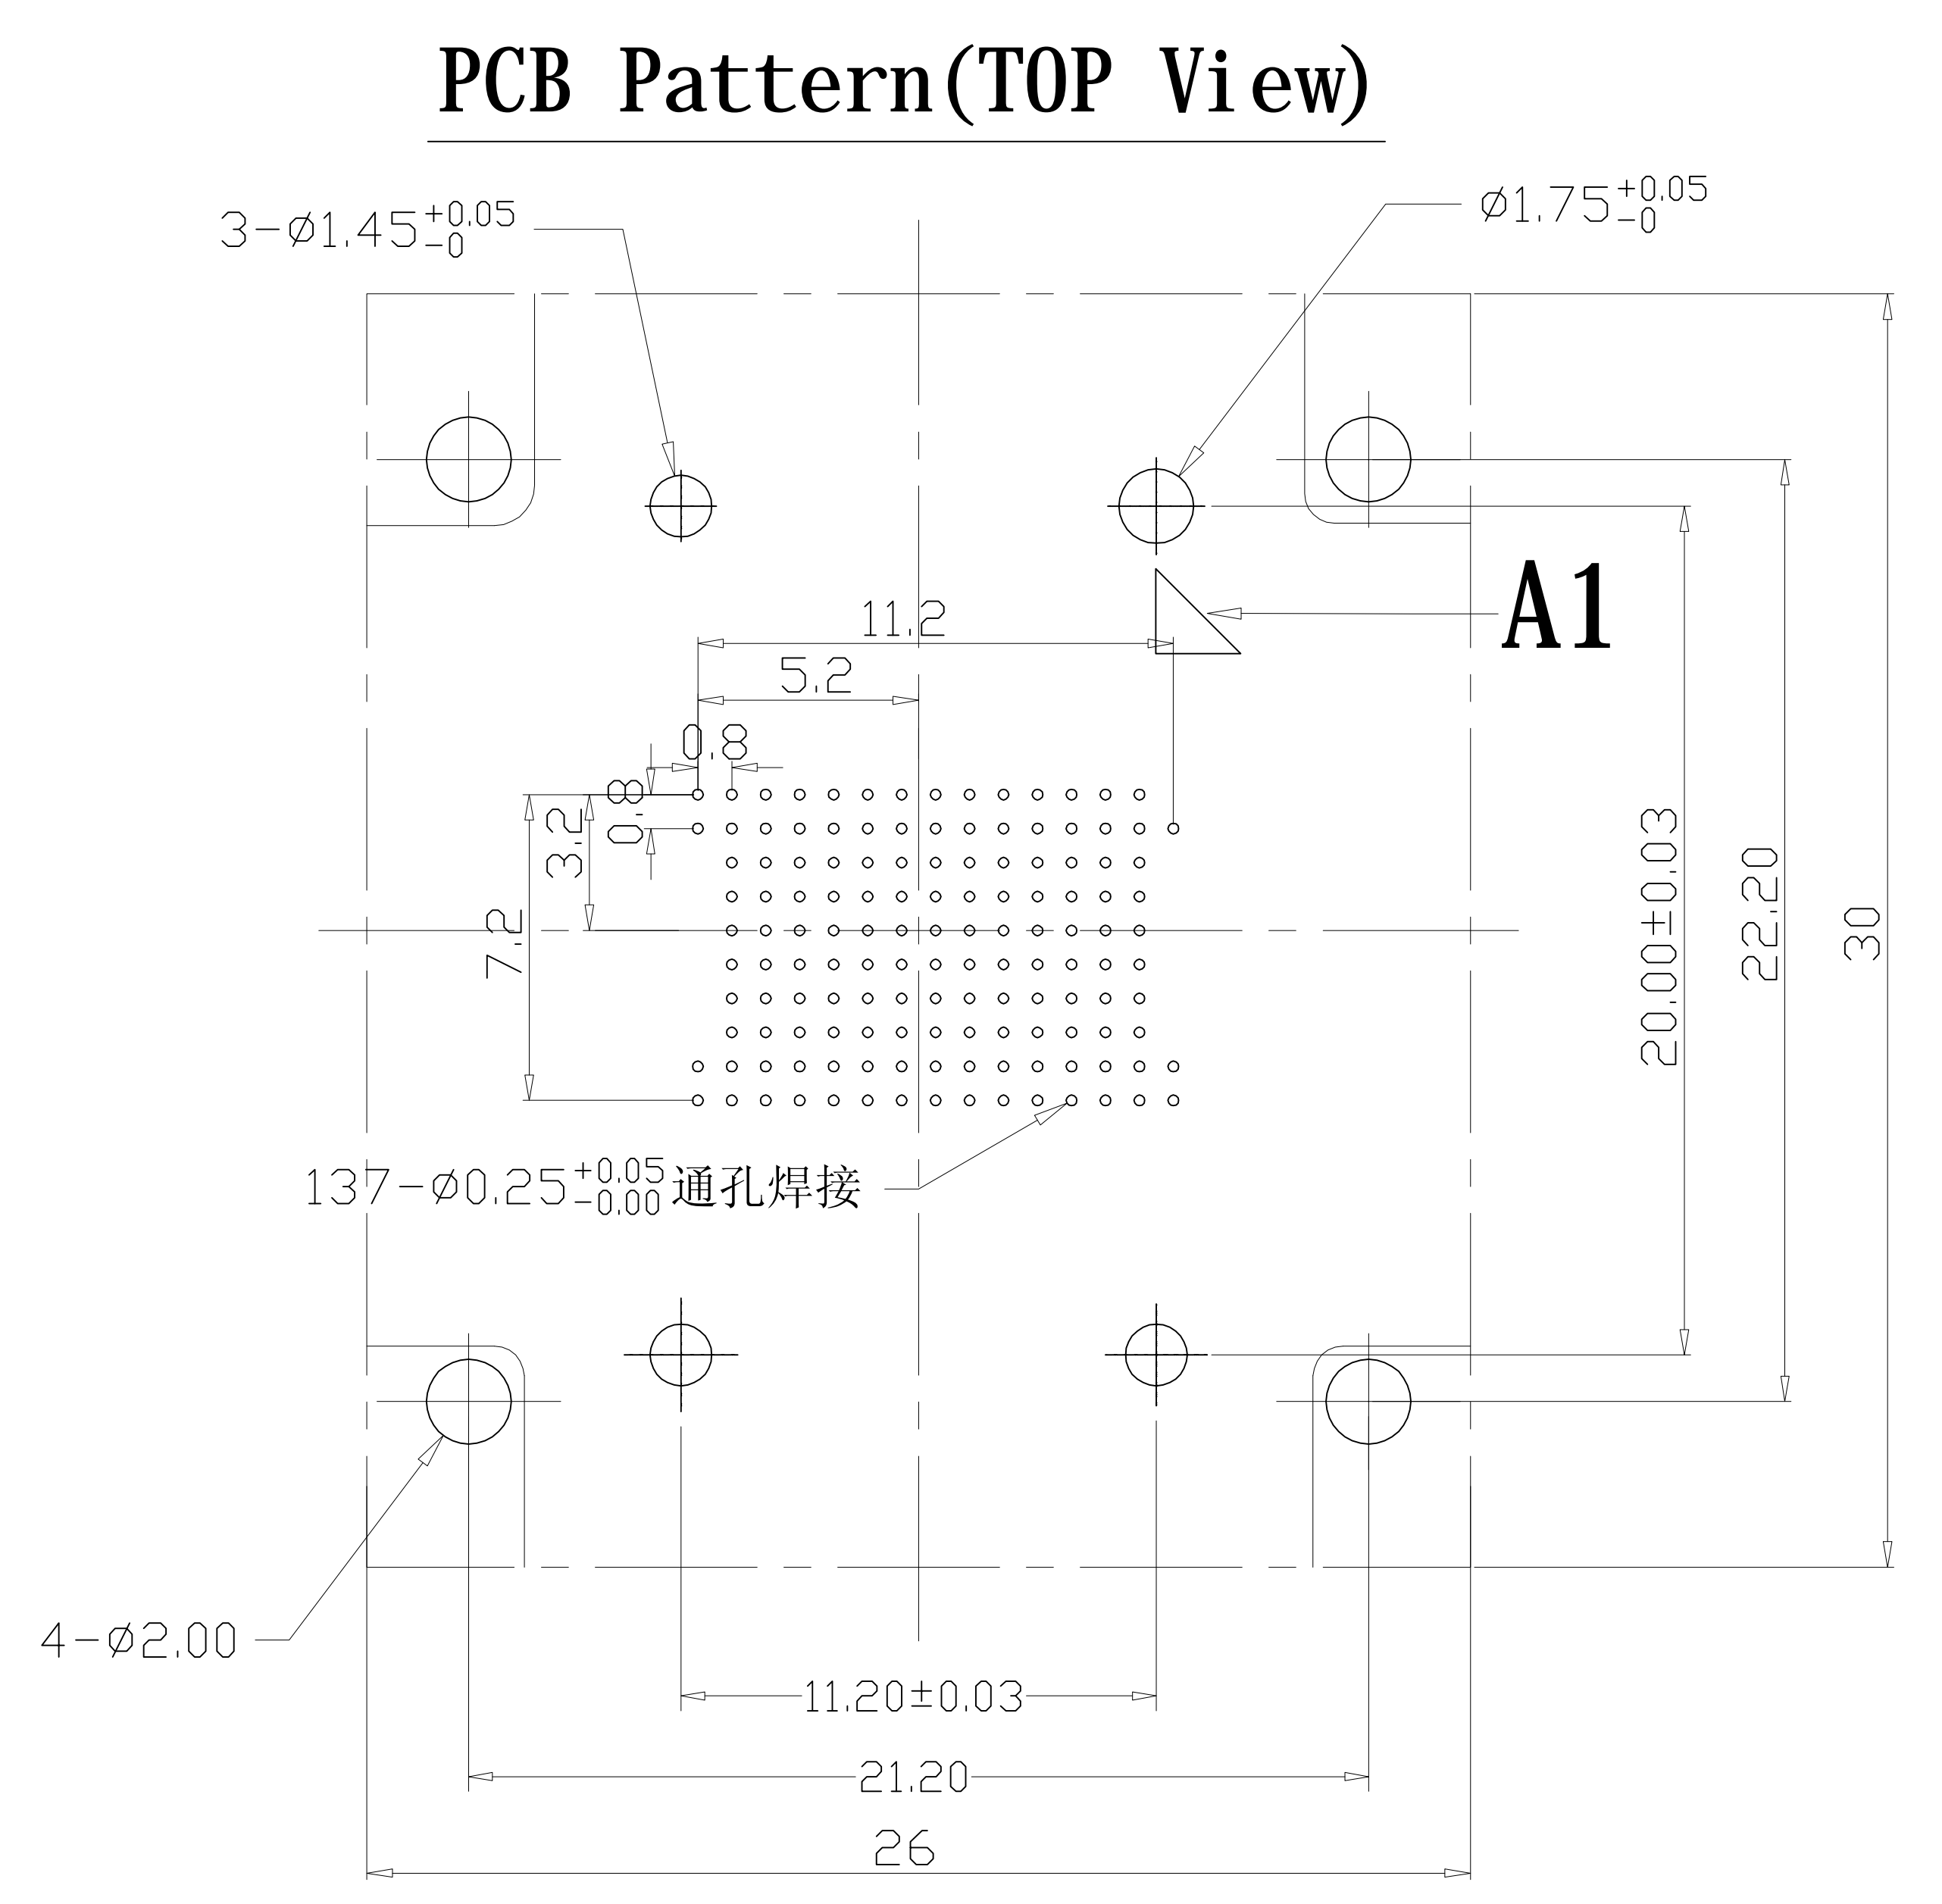 PCB Pattern(TOP View)
3-ø1.45+0.05
-0
ø1.75+0.05
-0
A1
11.2
5.2
0.8
0.8
3.2
7.2
20.00±0.03
22.20
30
137-ø0.25+0.05
-0.00通孔焊接
4-ø2.00
11.20±0.03
21.20
26